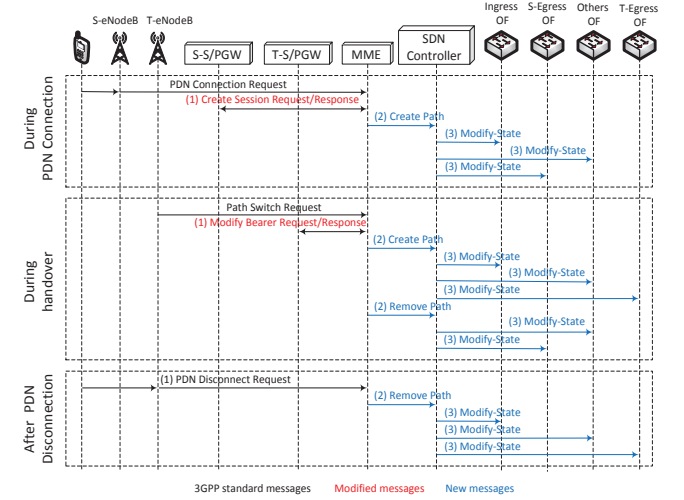 Ingress OF
S-Egress OF
Others OF
T-Egress OF
S-eNodeB
T-eNodeB
S-S/PGW
T-S/PGW
MME
SDN Controller
During PDN Connection
PDN Connection Request
(1) Create Session Request/Response
(2) Create Path
(3) Modify-State
(3) Modify-State
(3) Modify-State
During handover
Path Switch Request
(1) Modify Bearer Request/Response
(2) Create Path
(3) Modify-State
(3) Modify-State
(3) Modify-State
(2) Remove Path
(3) Modify-State
(3) Modify-State
After PDN Disconnection
(1) PDN Disconnect Request
(2) Remove Path
(3) Modify-State
(3) Modify-State
(3) Modify-State
3GPP standard messages
Modified messages
New messages